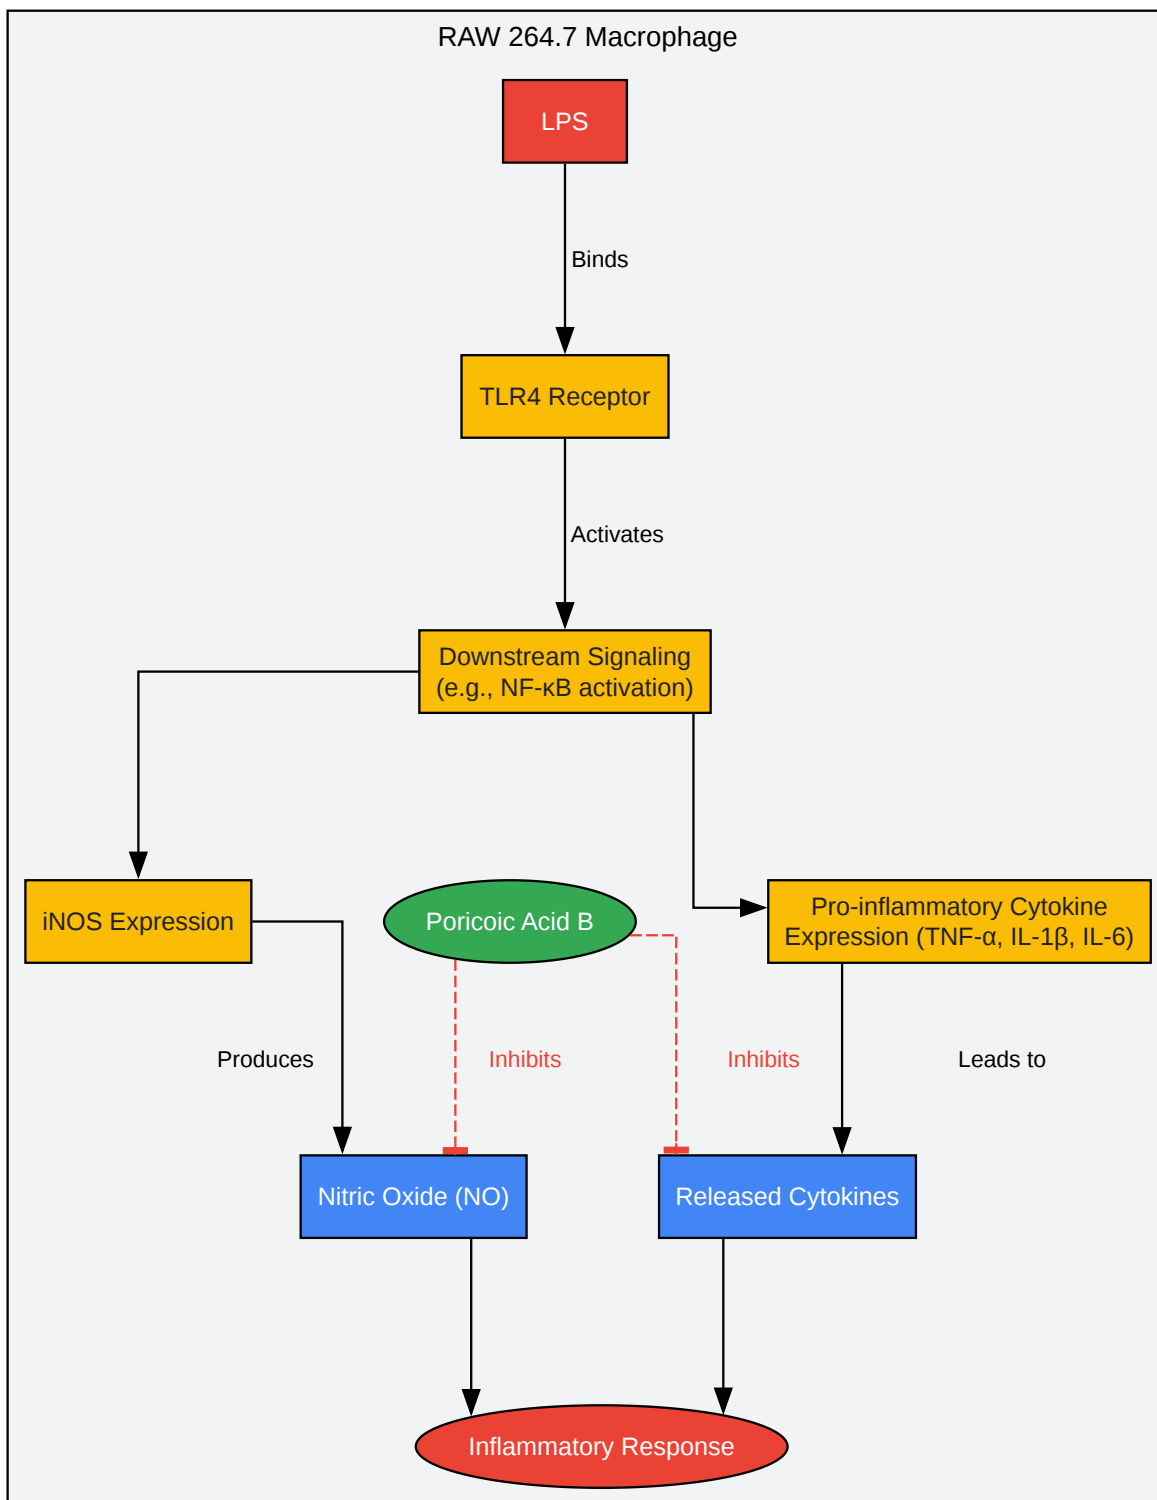 RAW 264.7 Macrophage
LPS
Binds
TLR4 Receptor
Activates
Downstream Signaling
(e.g., NF-κB activation)
iNOS Expression
Poricoic Acid B
Pro-inflammatory Cytokine
Expression (TNF-α, IL-1β, IL-6)
Produces
Inhibits
Inhibits
Leads to
Nitric Oxide (NO)
Released Cytokines
Inflammatory Response